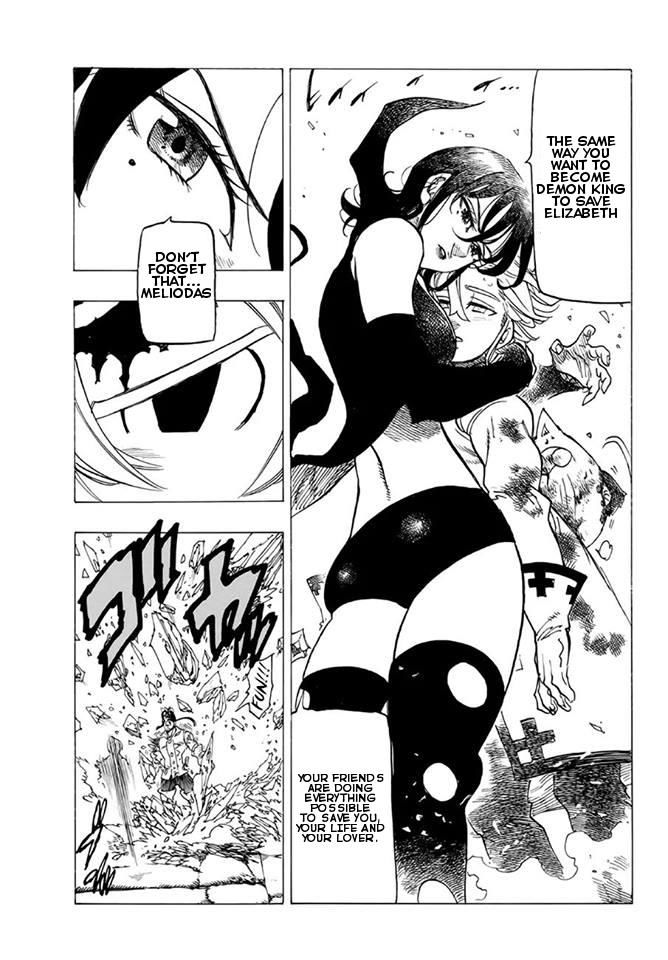 THE SAME
WAY YOU
WANT TO
BECOME
DEMON KING
TO SAVE
ELIZABETH
YOUR FRIENDS
ARE DOING
EVERYTHING
POSSIBLE
TO SAVE YOU,
YOUR LIFE AND
YOUR LOVER.
DON'T
FORGET
THAT...
MELIODAS
FUN!!